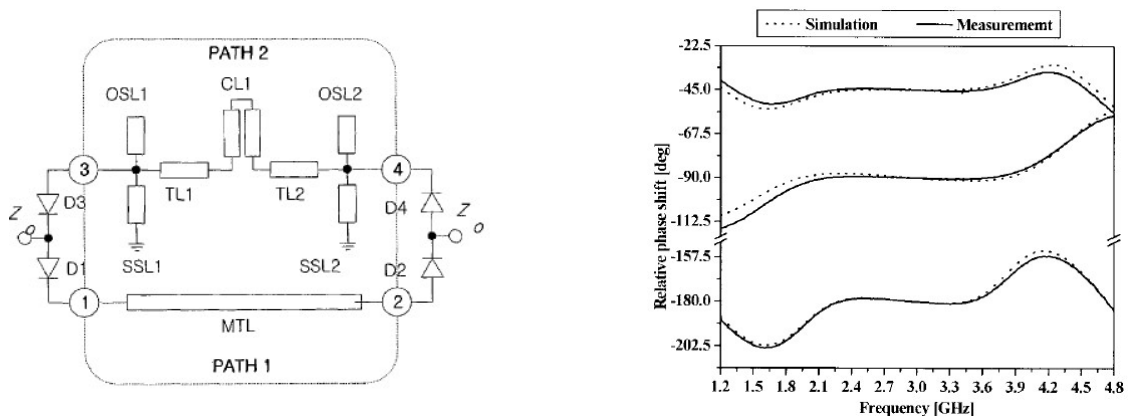 PATH 2
OSL1
CL1
OSL2
3
4
TL1
TL2
D3
D4
Z o
Z o
D1
D2
SSL1
SSL2
1
2
MTL
PATH 1
Simulation
Measurememt
Relative phase shift [deg]
-22.5
-45.0
-67.5
-90.0
-112.5
-157.5
-180.0
-202.5
1.2 1.5 1.8 2.1 2.4 2.7 3.0 3.3 3.6 3.9 4.2 4.5 4.8
Frequency [GHz]